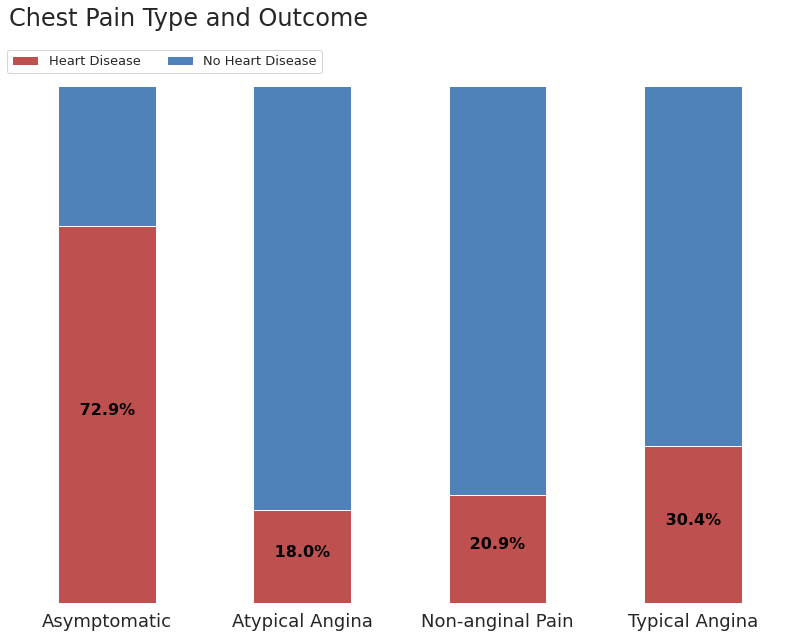 Chest Pain Type and Outcome
Heart Disease No Heart Disease
72.9%
18.0%
20.9%
30.4%
Asymptomatic Atypical Angina Non-anginal Pain Typical Angina